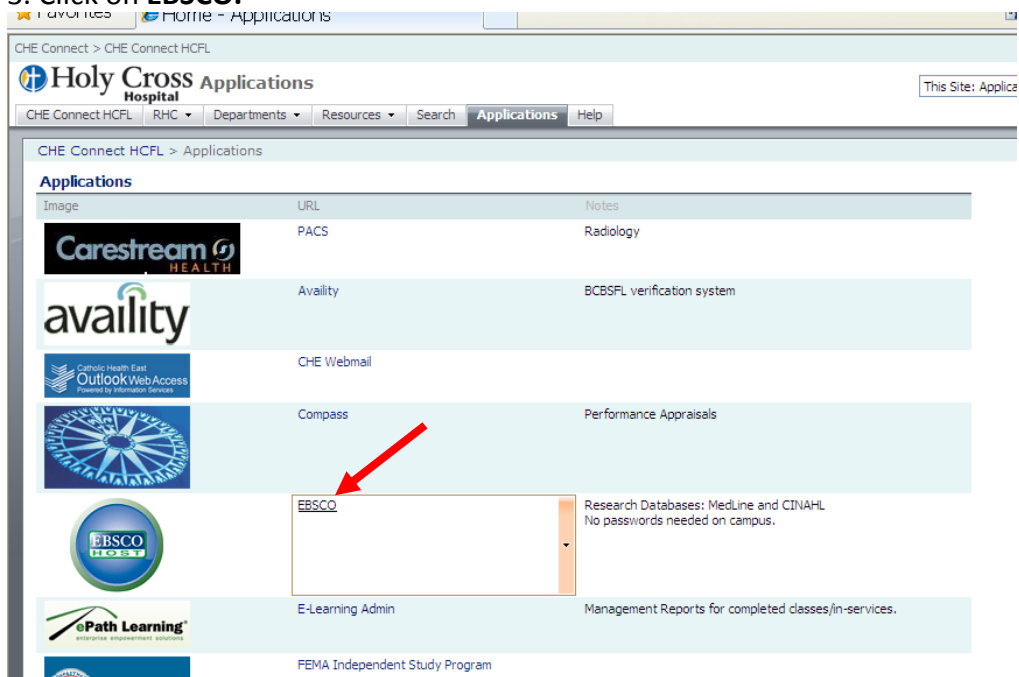 3. Click on EBSCO.
Favorites Home - Applications
CHE Connect > CHE Connect HCFL
Holy Cross Applications
Hospital
This Site: Applica
CHE Connect HCFL RHC Departments Resources Search Applications Help
CHE Connect HCFL > Applications
Applications
Image URL Notes
Carestream HEALTH
PACS Radiology
availity
Availity BCBSFL verification system
Catholic Health East
Outlook Web Access
Powered by Information Services
CHE Webmail
Compass Performance Appraisals
EBSCO HOST
EBSCO Research Databases: MedLine and CINAHL
No passwords needed on campus.
ePath Learning
enterprise empowerment solutions
E-Learning Admin Management Reports for completed classes/in-services.
FEMA Independent Study Program